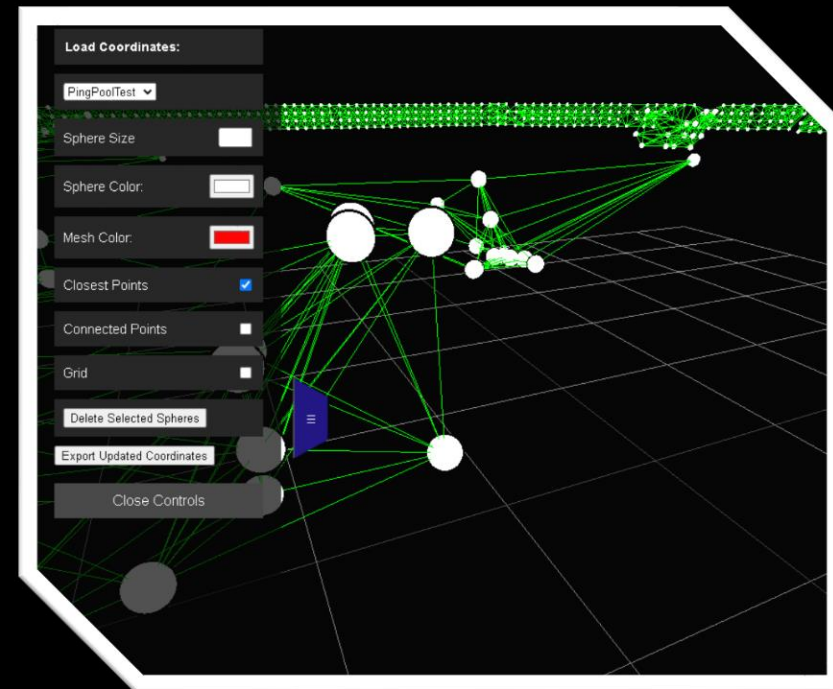 Load Coordinates:
PingPoolTest
Sphere Size
Sphere Color:
Mesh Color:
Closest Points
Connected Points
Grid
Delete Selected Spheres
Export Updated Coordinates
Close Controls